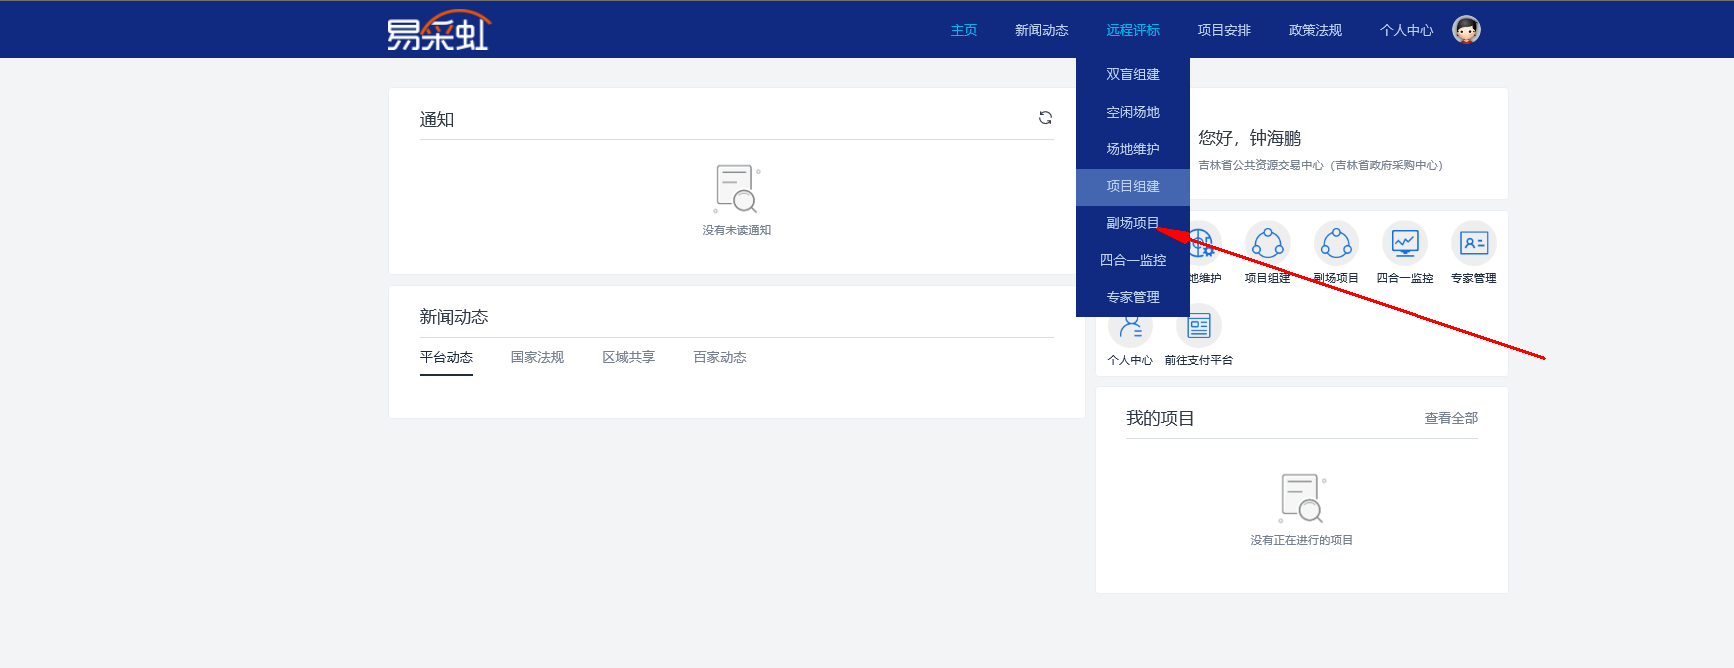 易采虹
主页 新闻动态 远程评标 项目安排 政策法规 个人中心
双盲组建
空闲场地
场地维护
项目组建
副场项目
四合一监控
专家管理
通知
没有未读通知
新闻动态
平台动态 国家法规 区域共享 百家动态
您好，钟海鹏
吉林省公共资源交易中心（吉林省政府采购中心）
地维护 项目组建 副场项目 四合一监控 专家管理
个人中心 前往支付平台
我的项目 查看全部
没有正在进行的项目